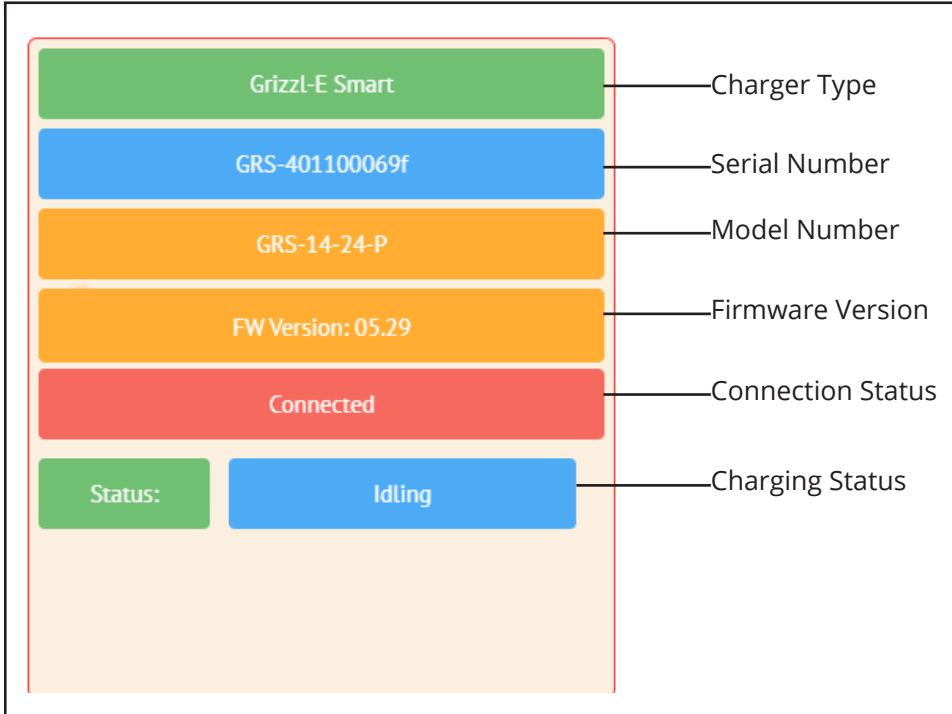 Grizzl-E Smart
Charger Type
GRS-401100069f
Serial Number
GRS-14-24-P
Model Number
FW Version: 05.29
Firmware Version
Connected
Connection Status
Status:
Idling
Charging Status